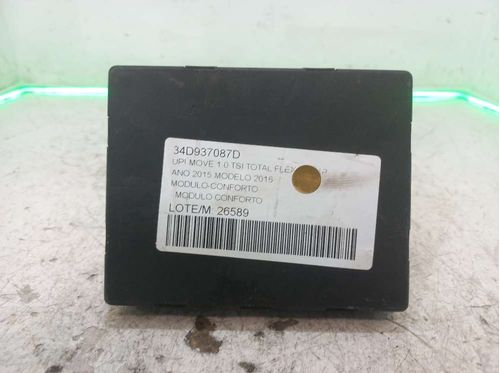 34D937087D
UP! MOVE 1.0 TSI TOTAL FLEX
ANO 2015 MODELO 2016
MODULO-CONFORTO
MODULO CONFORTO
LOTE/M: 26589